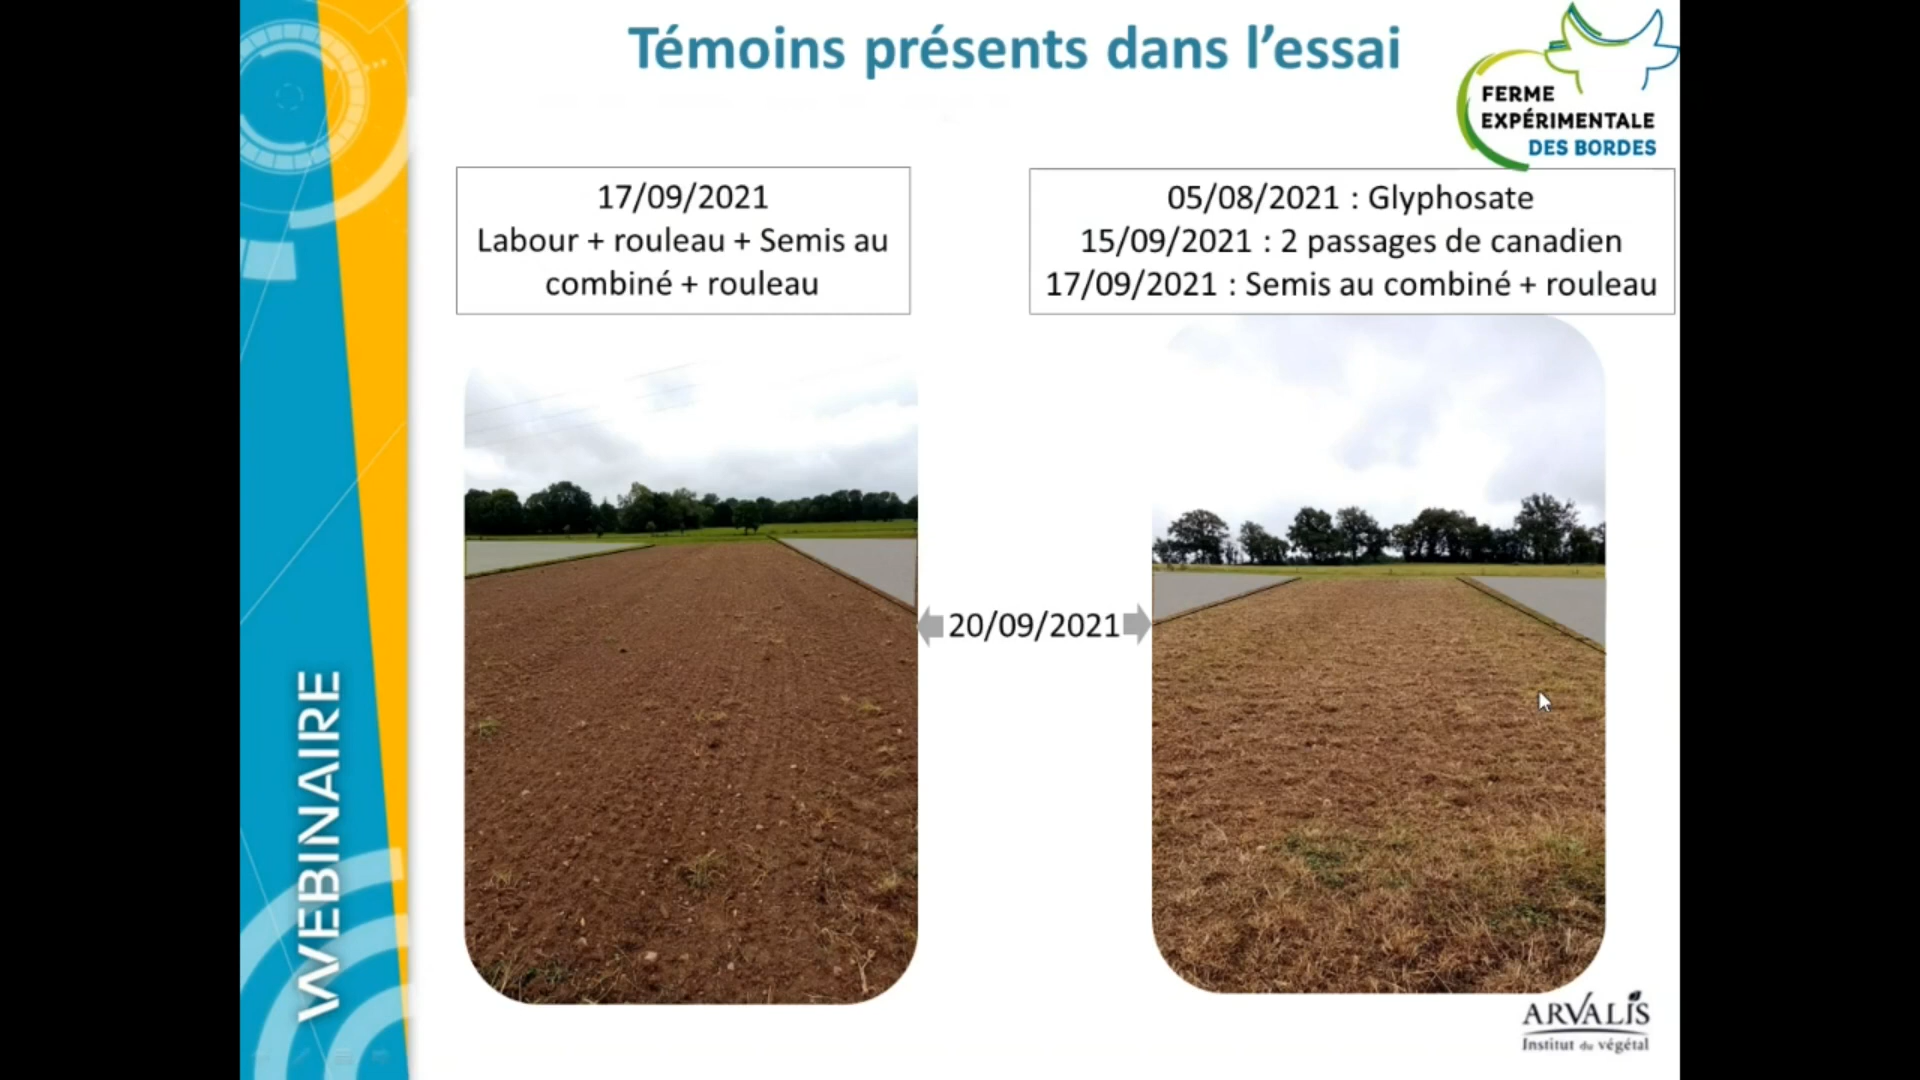 Témoins présents dans l’essai
FERME
EXPÉRIMENTALE
DES BORDES
17/09/2021
Labour + rouleau + Semis au
combiné + rouleau
05/08/2021 : Glyphosate
15/09/2021 : 2 passages de canadien
17/09/2021 : Semis au combiné + rouleau
20/09/2021
WEBINAIRE
ARVALIS
Institut du végétal